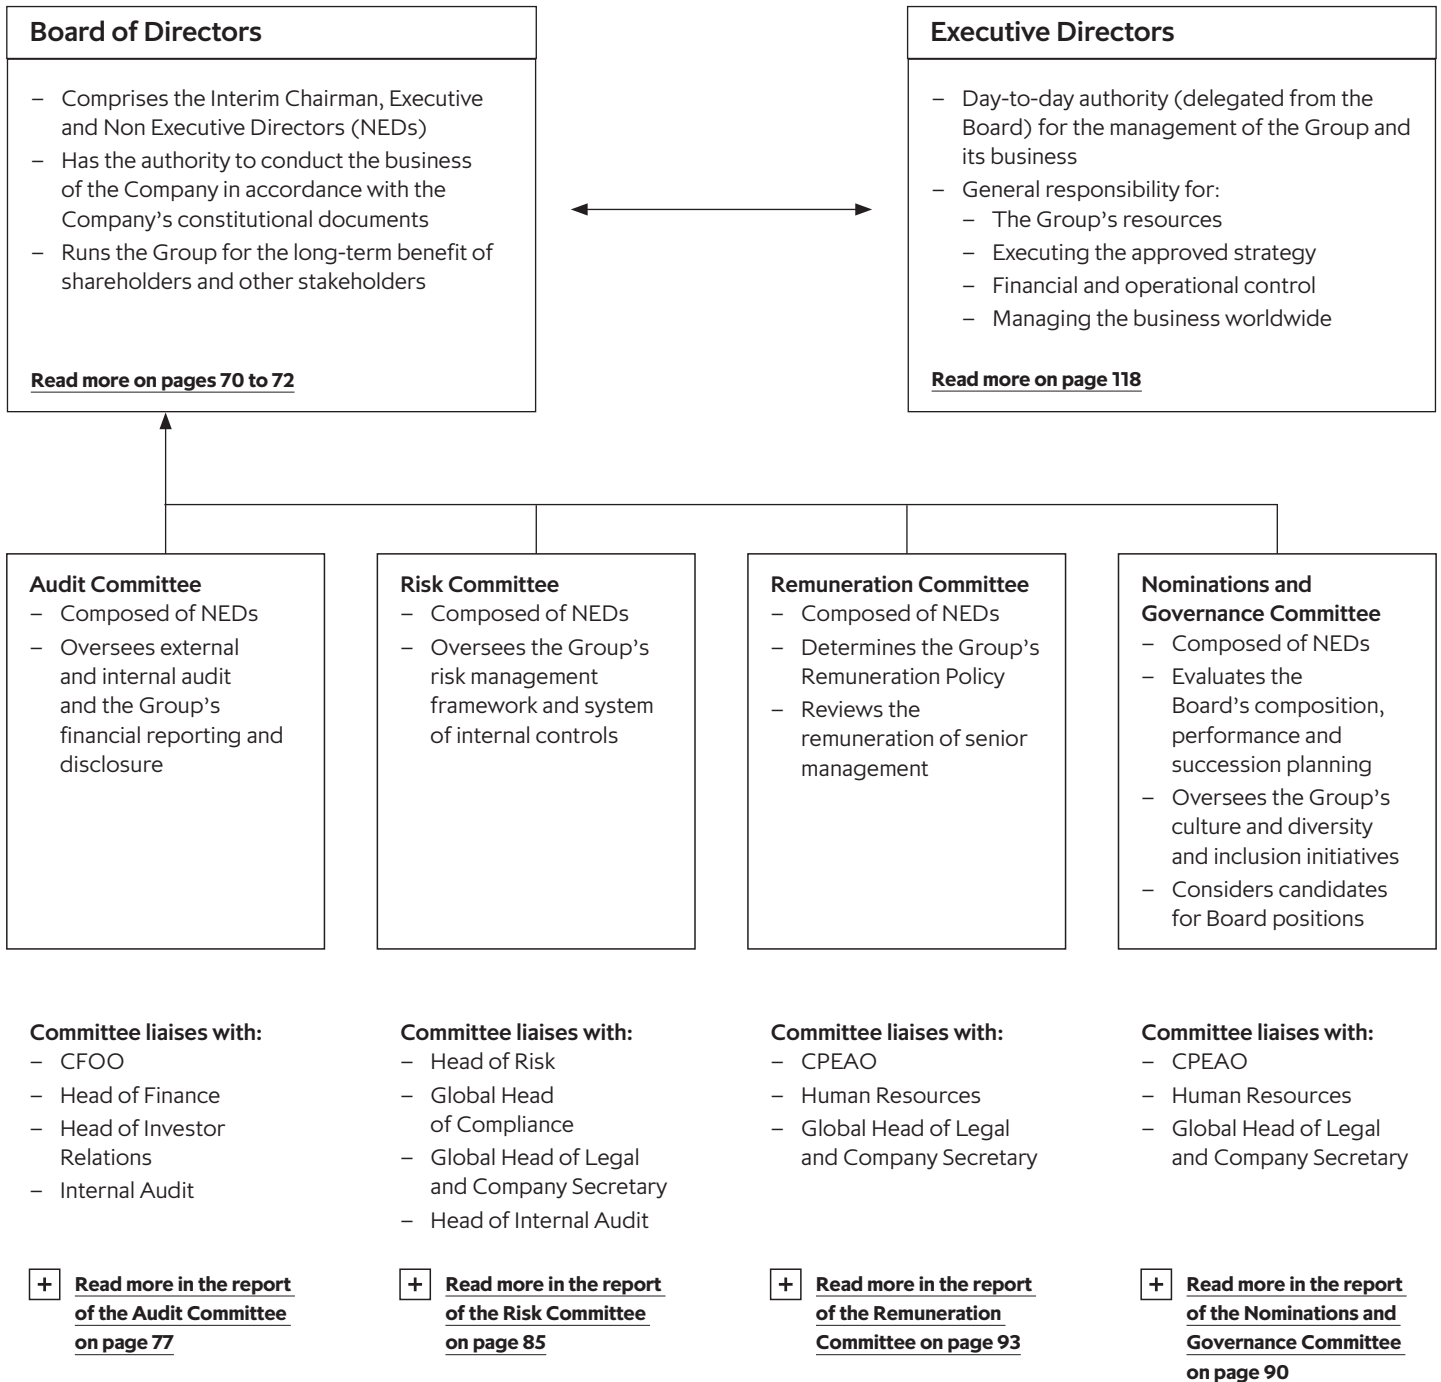 Board of Directors
– Comprises the Interim Chairman, Executive
and Non Executive Directors (NEDs)
– Has the authority to conduct the business
of the Company in accordance with the
Company’s constitutional documents
– Runs the Group for the long-term benefit of
shareholders and other stakeholders
Read more on pages 70 to 72
Executive Directors
– Day-to-day authority (delegated from the
Board) for the management of the Group and
its business
– General responsibility for:
– The Group’s resources
– Executing the approved strategy
– Financial and operational control
– Managing the business worldwide
Read more on page 118
Audit Committee
– Composed of NEDs
– Oversees external
and internal audit
and the Group’s
financial reporting and
disclosure
Risk Committee
– Composed of NEDs
– Oversees the Group’s
risk management
framework and system
of internal controls
Remuneration Committee
– Composed of NEDs
– Determines the Group’s
Remuneration Policy
– Reviews the
remuneration of senior
management
Nominations and
Governance Committee
– Composed of NEDs
– Evaluates the
Board’s composition,
performance and
succession planning
– Oversees the Group’s
culture and diversity
and inclusion initiatives
– Considers candidates
for Board positions
Committee liaises with:
– CFOO
– Head of Finance
– Head of Investor
Relations
– Internal Audit
+ Read more in the report
of the Audit Committee
on page 77
Committee liaises with:
– Head of Risk
– Global Head
of Compliance
– Global Head of Legal
and Company Secretary
– Head of Internal Audit
+ Read more in the report
of the Risk Committee
on page 85
Committee liaises with:
– CPEAO
– Human Resources
– Global Head of Legal
and Company Secretary
+ Read more in the report
of the Remuneration
Committee on page 93
Committee liaises with:
– CPEAO
– Human Resources
– Global Head of Legal
and Company Secretary
+ Read more in the report
of the Nominations and
Governance Committee
on page 90